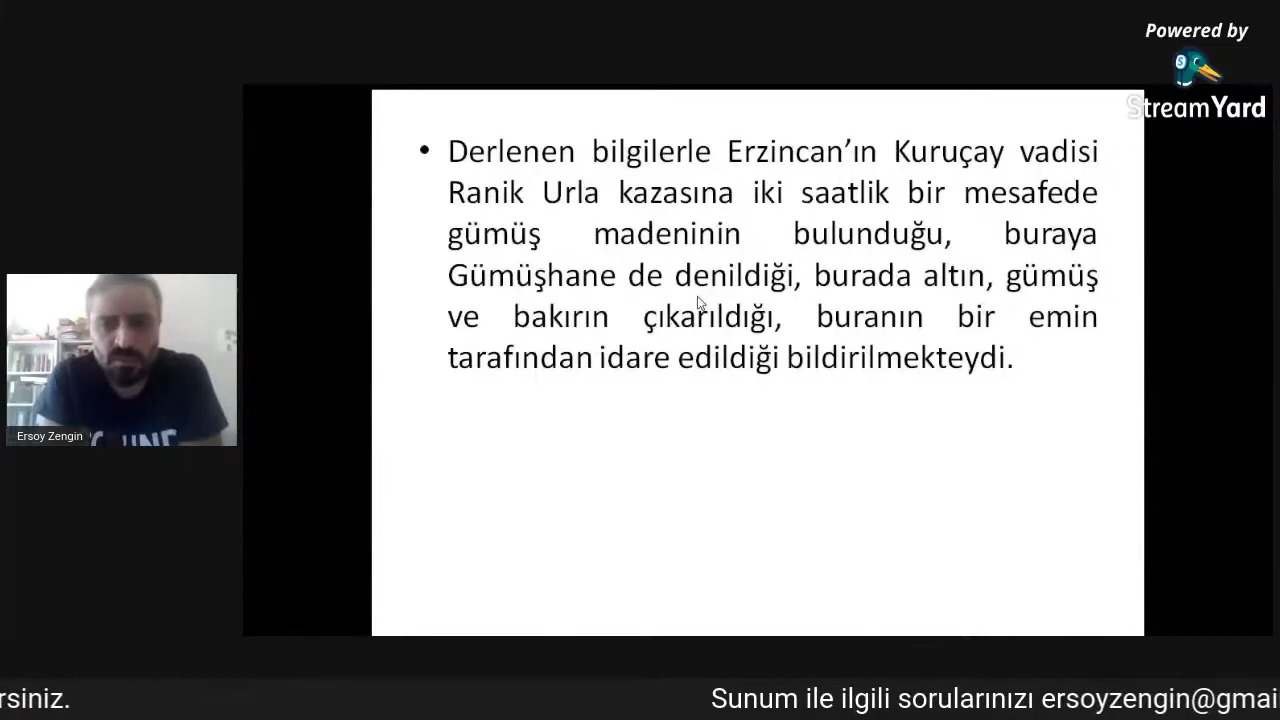 Powered by
StreamYard
• Derlenen bilgilerle Erzincan’ın Kuruçay vadisi
Ranik Urla kazasına iki saatlik bir mesafede
gümüş madeninin bulunduğu, buraya
Gümüşhane de denildiği, burada altın, gümüş
ve bakırın çıkarıldığı, buranın bir emin
tarafından idare edildiği bildirilmekteydi.
Ersoy Zengin
rsiniz.
Sunum ile ilgili sorularınızı ersoyzengin@gmai